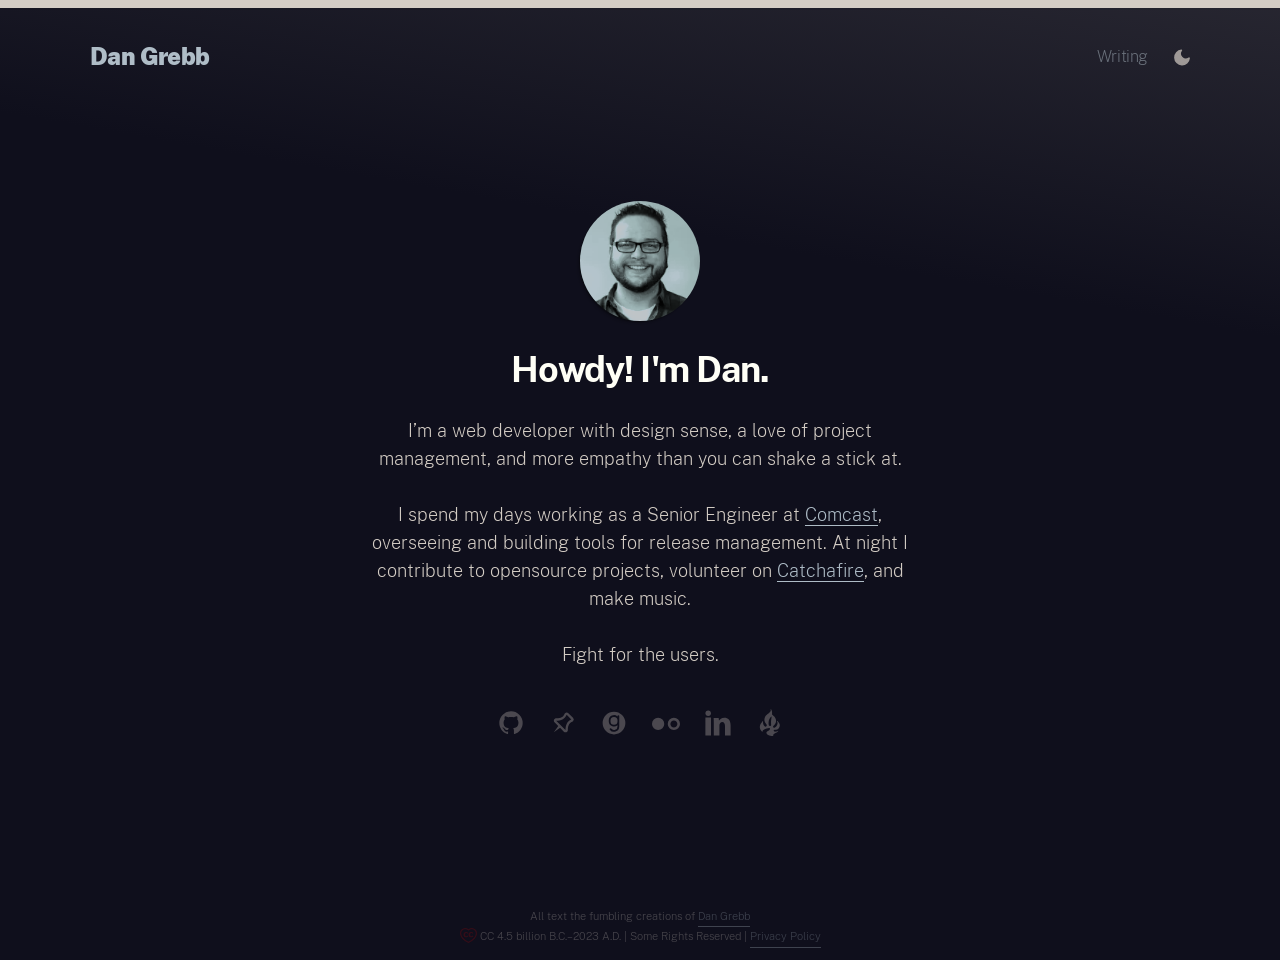 Dan Grebb
Writing
Howdy! I'm Dan.
I’m a web developer with design sense, a love of project
management, and more empathy than you can shake a stick at.
I spend my days working as a Senior Engineer at Comcast,
overseeing and building tools for release management. At night I
contribute to opensource projects, volunteer on Catchafire, and
make music.
Fight for the users.
All text the fumbling creations of Dan Grebb
CC 4.5 billion B.C.–2023 A.D. | Some Rights Reserved | Privacy Policy